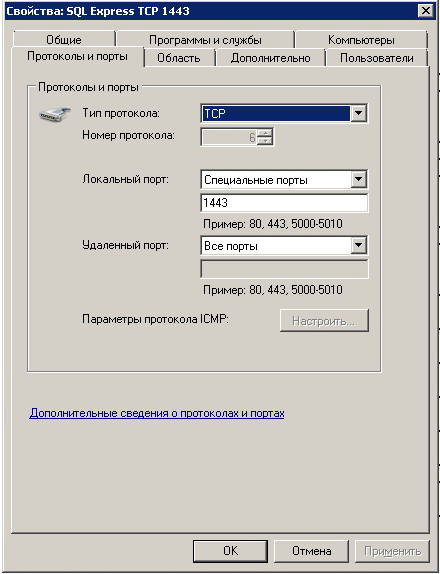 Свойства: SQL Express TCP 1443
Общие
Программы и службы
Компьютеры
Протоколы и порты
Область
Дополнительно
Пользователи
Протоколы и порты
Тип протокола:
TCP
Номер протокола:
6
Локальный порт:
Специальные порты
1443
Пример: 80, 443, 5000-5010
Удаленный порт:
Все порты
Пример: 80, 443, 5000-5010
Параметры протокола ICMP:
Настроить...
Дополнительные сведения о протоколах и портах
OK
Отмена
Применить